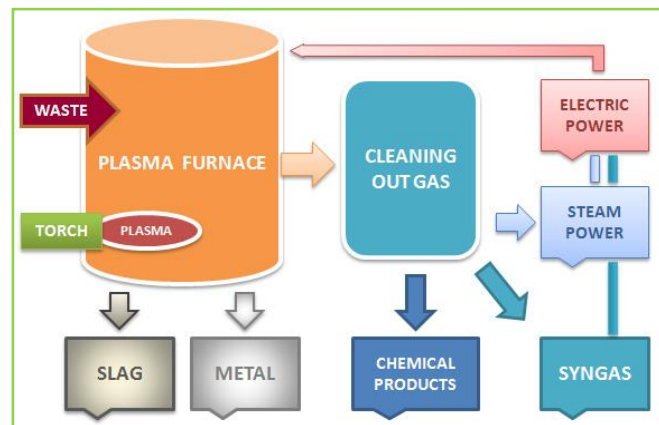 WASTE
PLASMA FURNACE
TORCH
PLASMA
CLEANING
OUT GAS
ELECTRIC
POWER
STEAM
POWER
SLAG
METAL
CHEMICAL
PRODUCTS
SYNGAS